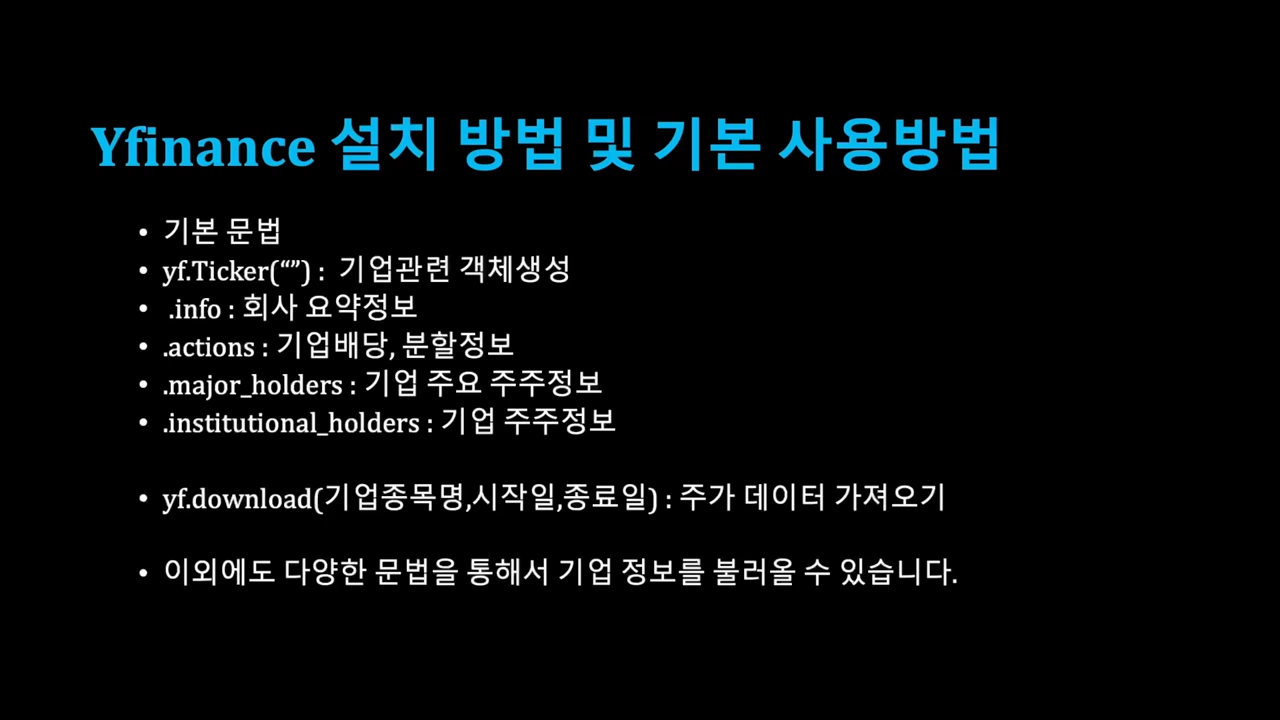 Yfinance 설치 방법 및 기본 사용방법
• 기본 문법
• yf.Ticker(“”) : 기업관련 객체생성
• .info : 회사 요약정보
• .actions : 기업배당, 분할정보
• .major_holders : 기업 주요 주주정보
• .institutional_holders : 기업 주주정보
• yf.download(기업종목명,시작일,종료일) : 주가 데이터 가져오기
• 이외에도 다양한 문법을 통해서 기업 정보를 불러올 수 있습니다.